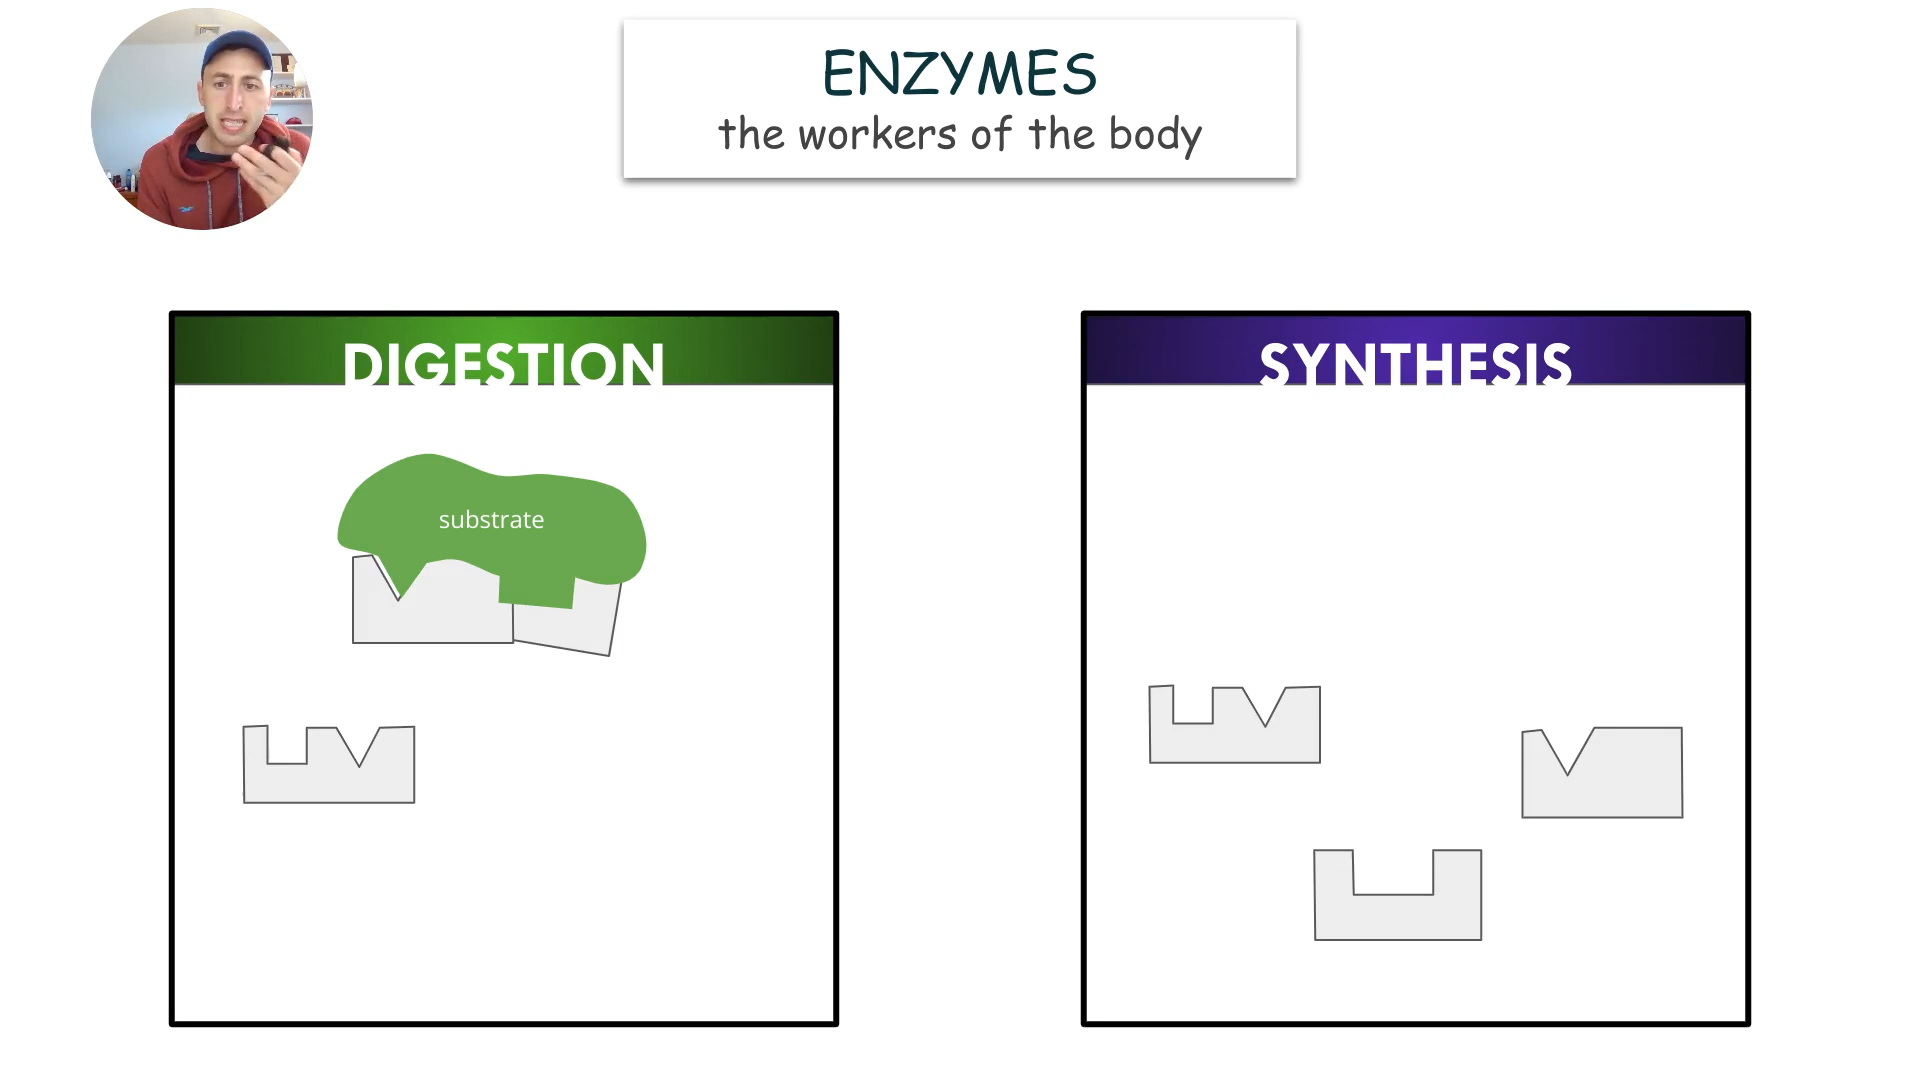 ENZYMES
the workers of the body
DIGESTION
SYNTHESIS
substrate